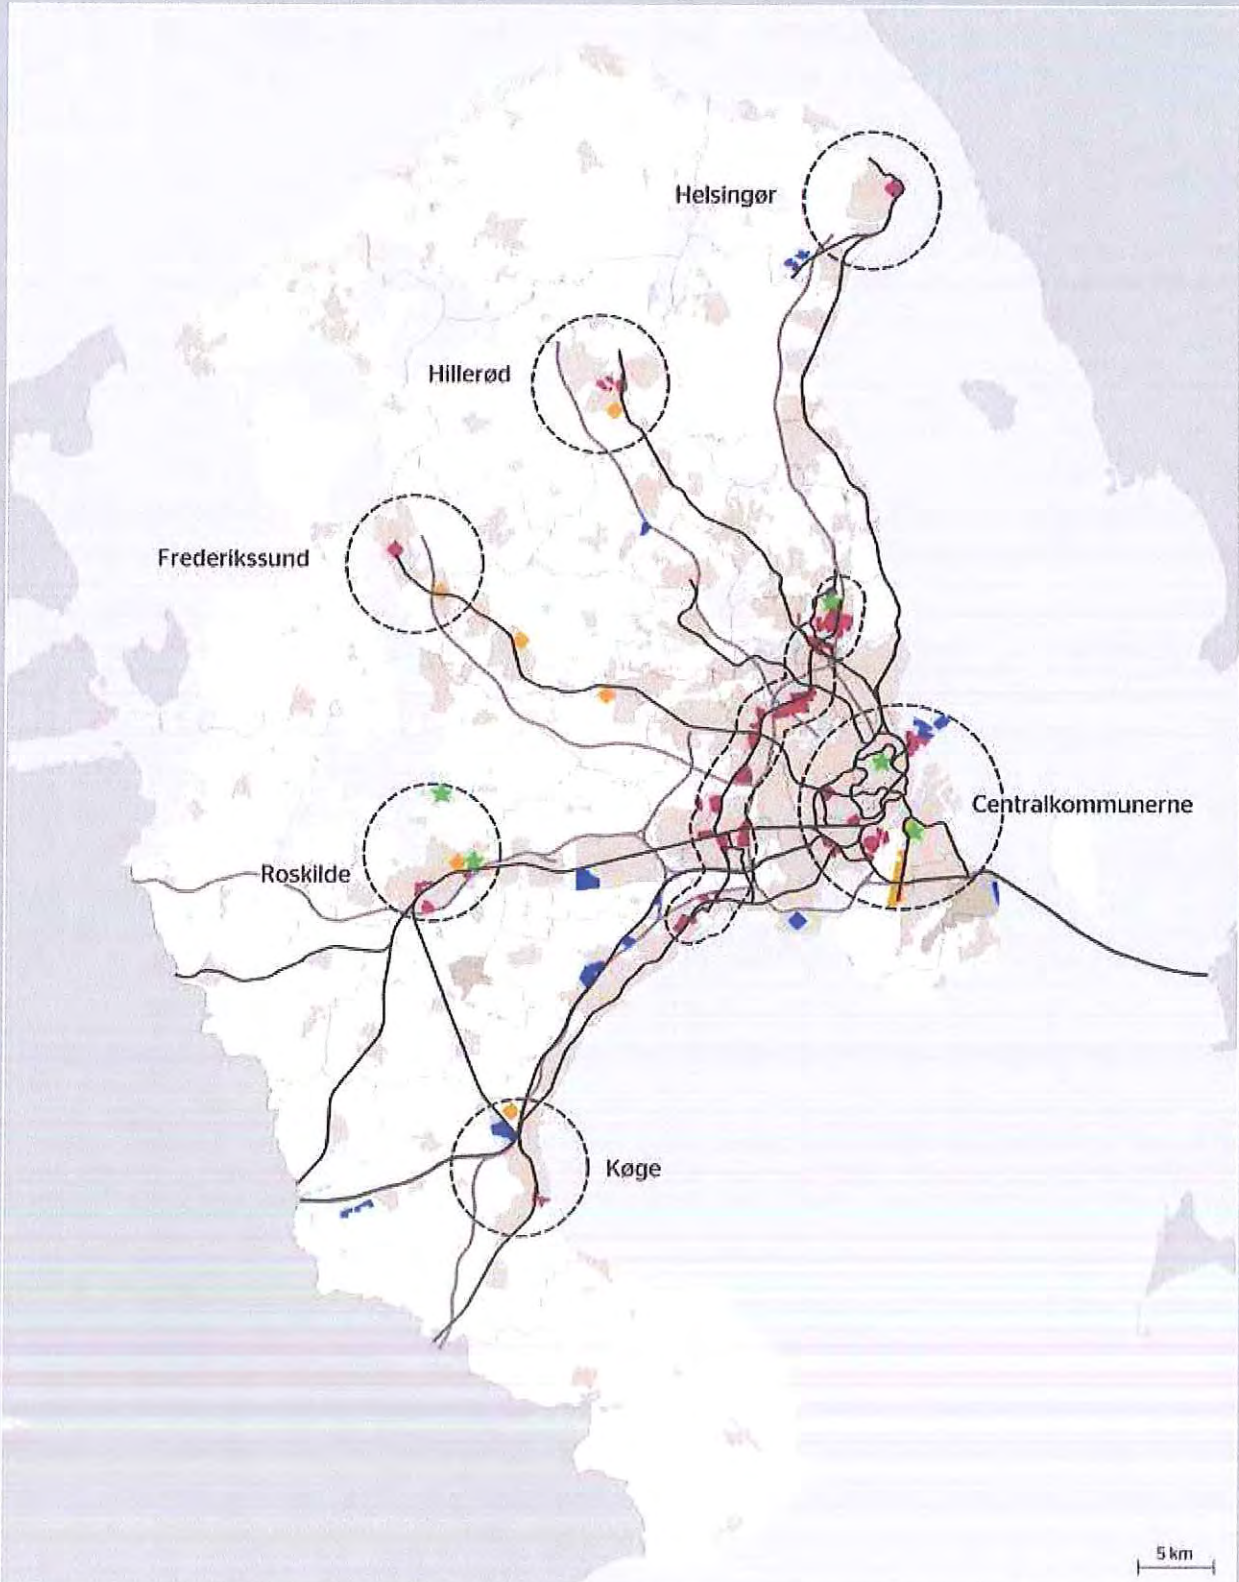 Helsingør
Hillerød
Frederikssund
Centralkommunerne
Roskilde
Køge
5 km